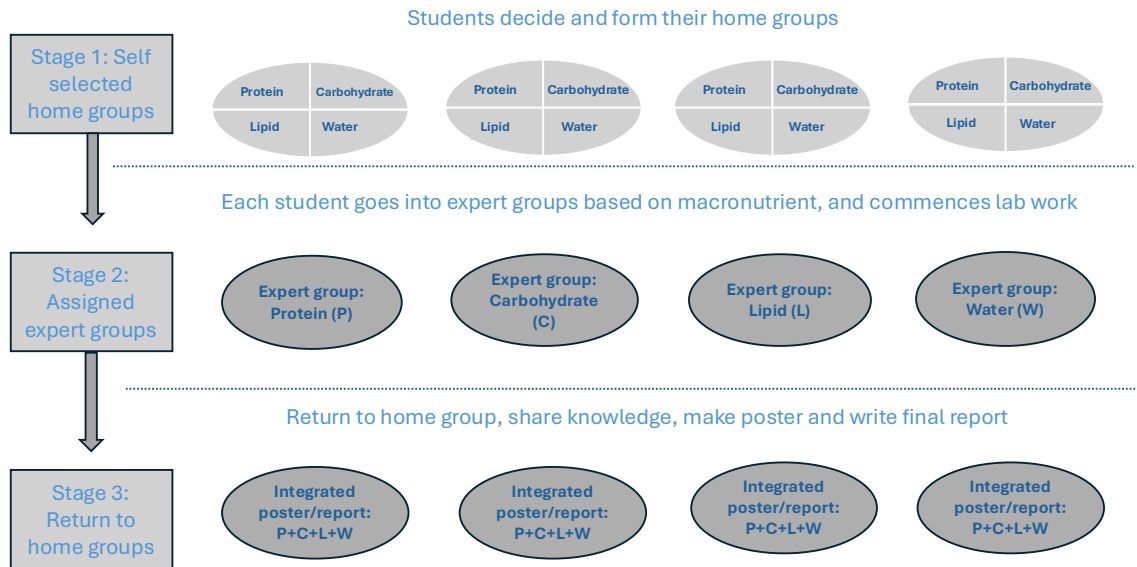 Students decide and form their home groups
Stage 1: Self
selected
home groups
Protein
Carbohydrate
Lipid
Water
Protein
Carbohydrate
Lipid
Water
Protein
Carbohydrate
Lipid
Water
Protein
Carbohydrate
Lipid
Water
Each student goes into expert groups based on macronutrient, and commences lab work
Stage 2:
Assigned
expert groups
Expert group:
Protein (P)
Expert group:
Carbohydrate
(C)
Expert group:
Lipid (L)
Expert group:
Water (W)
Return to home group, share knowledge, make poster and write final report
Stage 3:
Return to
home groups
Integrated
poster/report:
P+C+L+W
Integrated
poster/report:
P+C+L+W
Integrated
poster/report:
P+C+L+W
Integrated
poster/report:
P+C+L+W